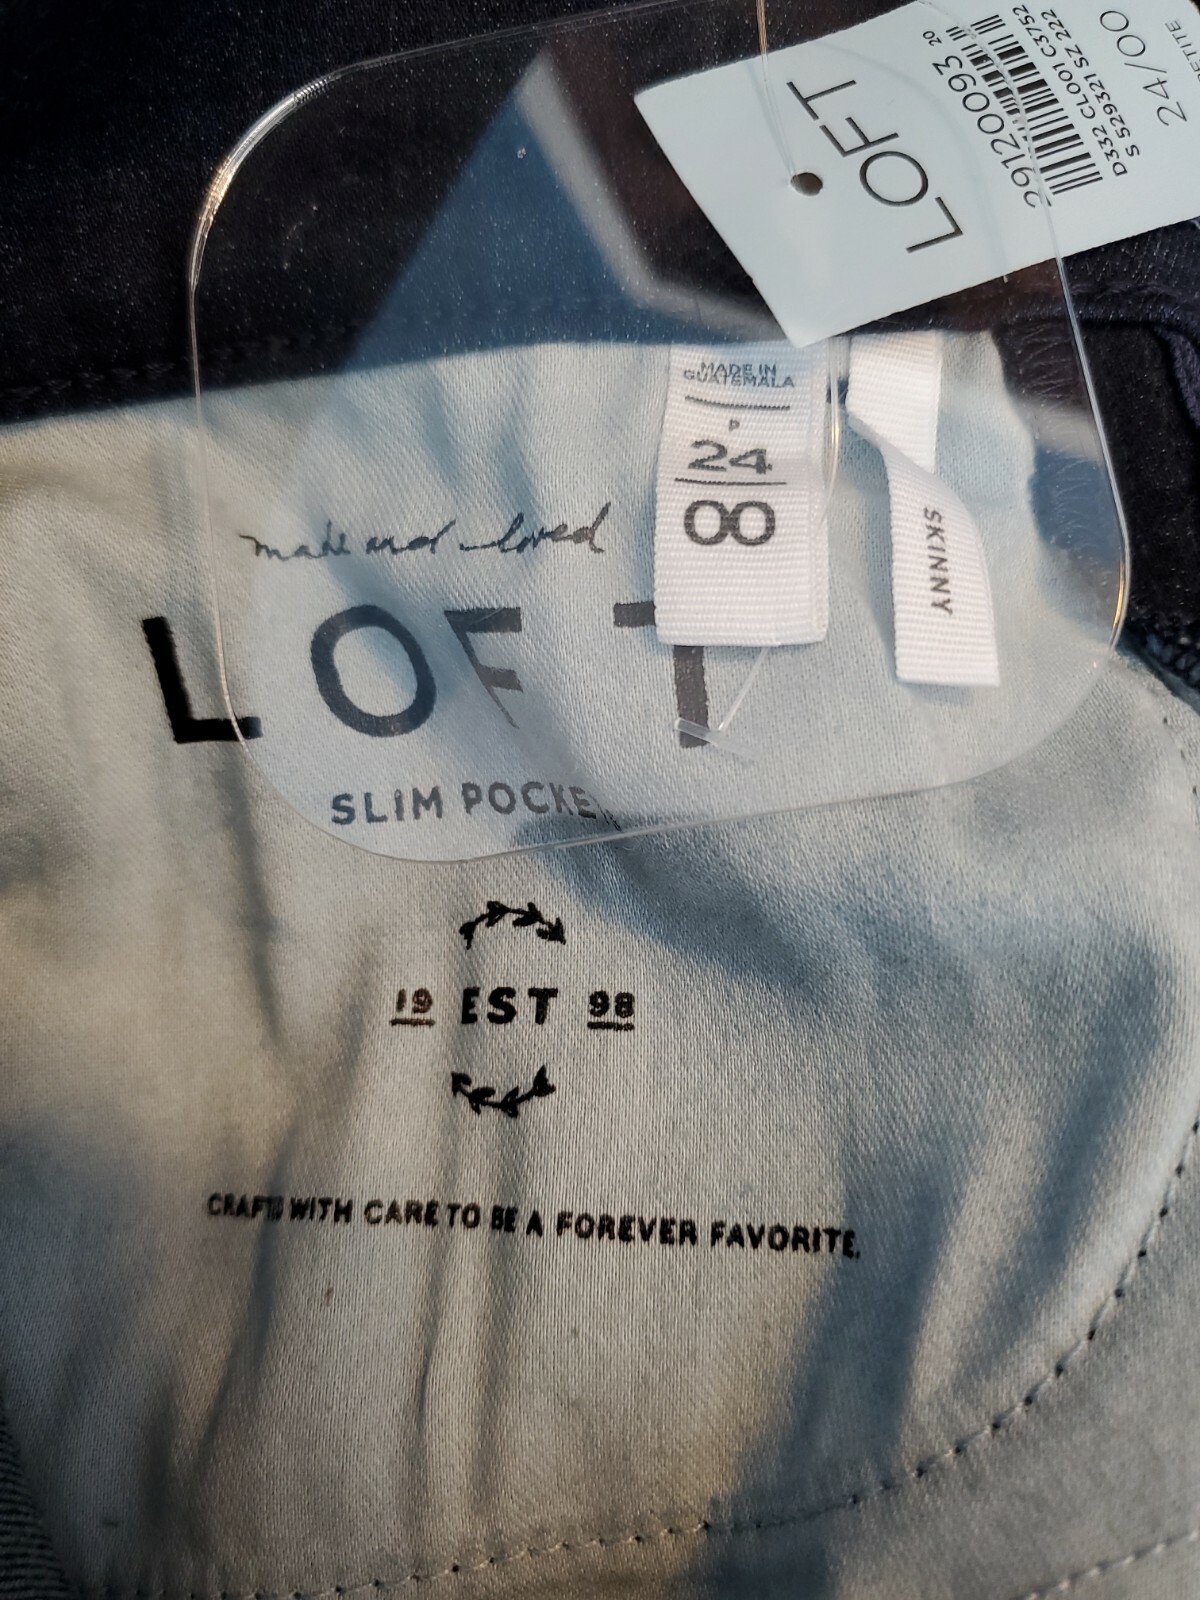 LOFT
29120093 20
D332 CL001 C3752
S 529321 SZ 222
24/00
MADE IN
GUATEMALA
P
24
00
SKINNY
made and loved
LOFT
SLIM POCKE
19 EST 98
CRAFTED WITH CARE TO BE A FOREVER FAVORITE.